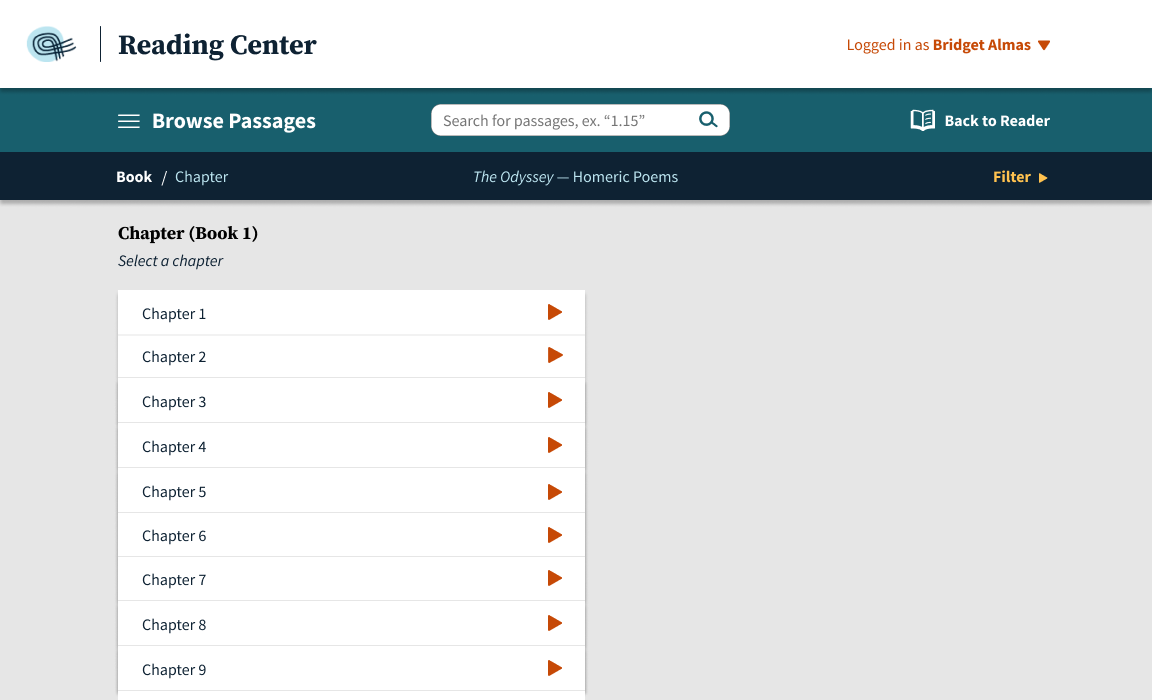 Reading Center
Logged in as Bridget Almas
Browse Passages
Search for passages, ex. “1.15”
Back to Reader
Book / Chapter
The Odyssey — Homeric Poems
Filter
Chapter (Book 1)
Select a chapter
Chapter 1
Chapter 2
Chapter 3
Chapter 4
Chapter 5
Chapter 6
Chapter 7
Chapter 8
Chapter 9